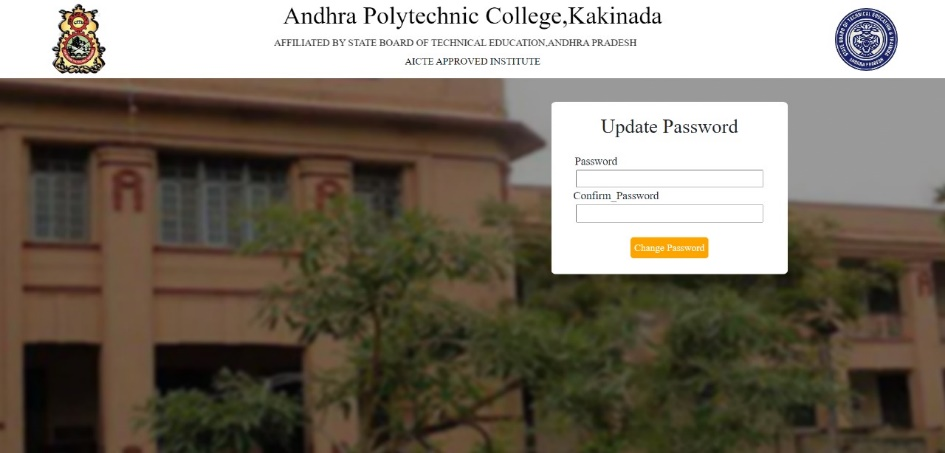 Andhra Polytechnic College,Kakinada
AFFILIATED BY STATE BOARD OF TECHNICAL EDUCATION,ANDHRA PRADESH
AICTE APPROVED INSTITUTE
Update Password
Password
Confirm_Password
Change Password